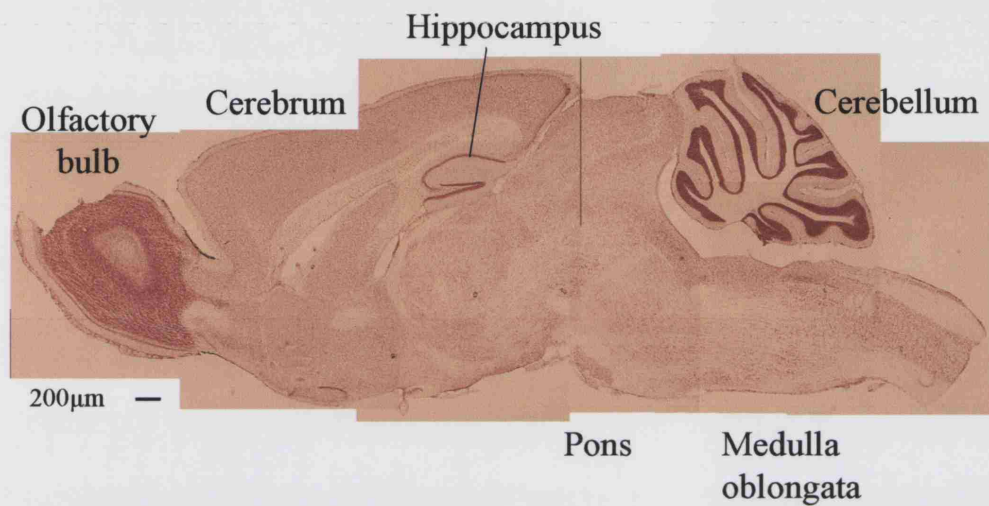 Hippocampus
Cerebrum
Cerebellum
Olfactory
bulb
200µm
Pons
Medulla
oblongata